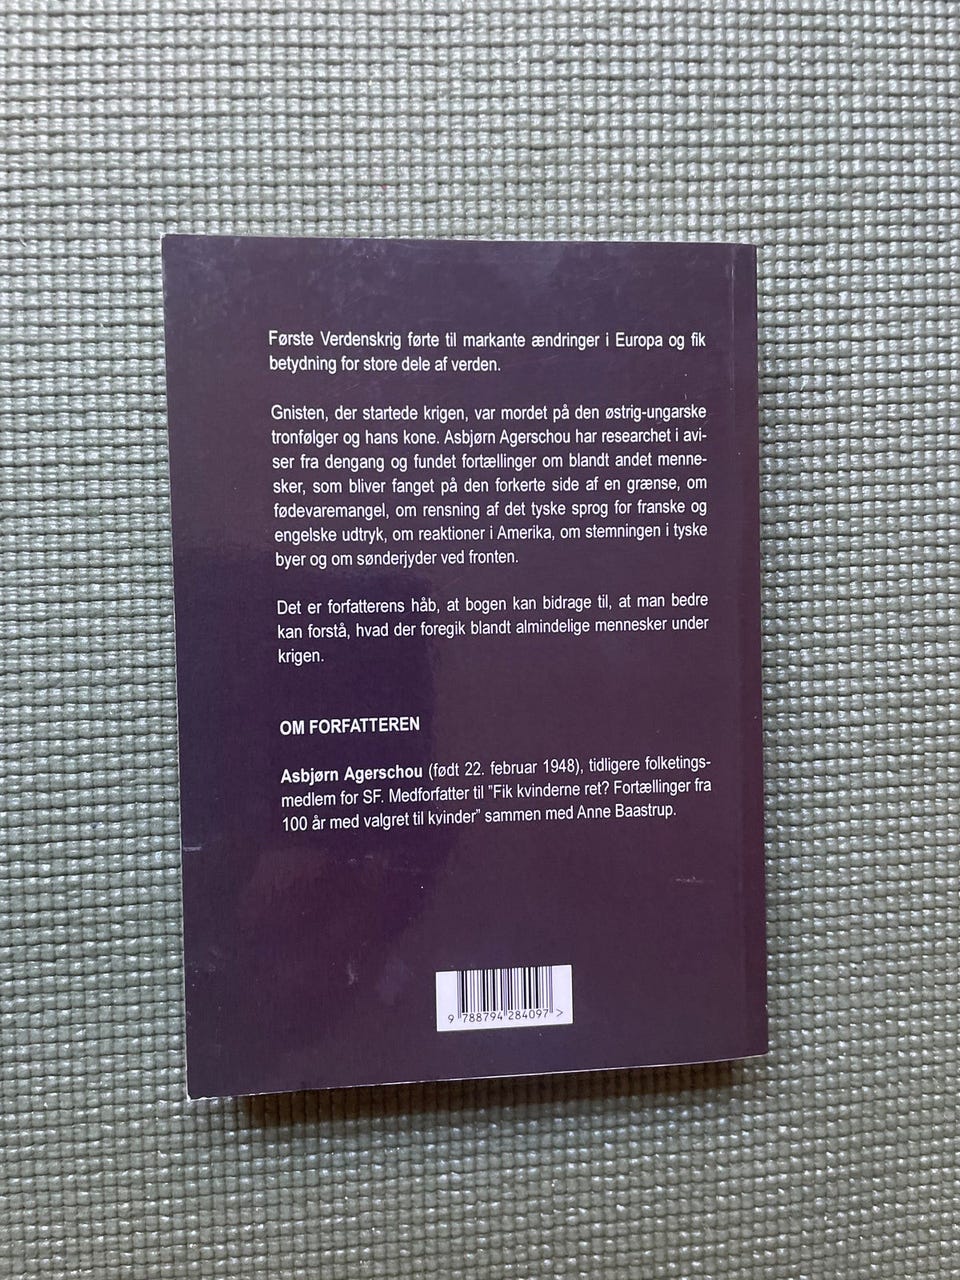 Første Verdenskrig førte til markante ændringer i Europa og fik
betydning for store dele af verden.
Gnisten, der startede krigen, var mordet på den østrig-ungarske
tronfølger og hans kone. Asbjørn Agerschou har researchet i avi-
ser fra dengang og fundet fortællinger om blandt andet menne-
sker, som bliver fanget på den forkerte side af en grænse, om
fødevaremangel, om rensning af det tyske sprog for franske og
engelske udtryk, om reaktioner i Amerika, om stemningen i tyske
byer og om sønderjyder ved fronten.
Det er forfatterens håb, at bogen kan bidrage til, at man bedre
kan forstå, hvad der foregik blandt almindelige mennesker under
krigen.
OM FORFATTEREN
Asbjørn Agerschou (født 22. februar 1948), tidligere folketings-
medlem for SF. Medforfatter til "Fik kvinderne ret? Fortællinger fra
100 år med valgret til kvinder" sammen med Anne Baastrup.
9 788794 284097 >